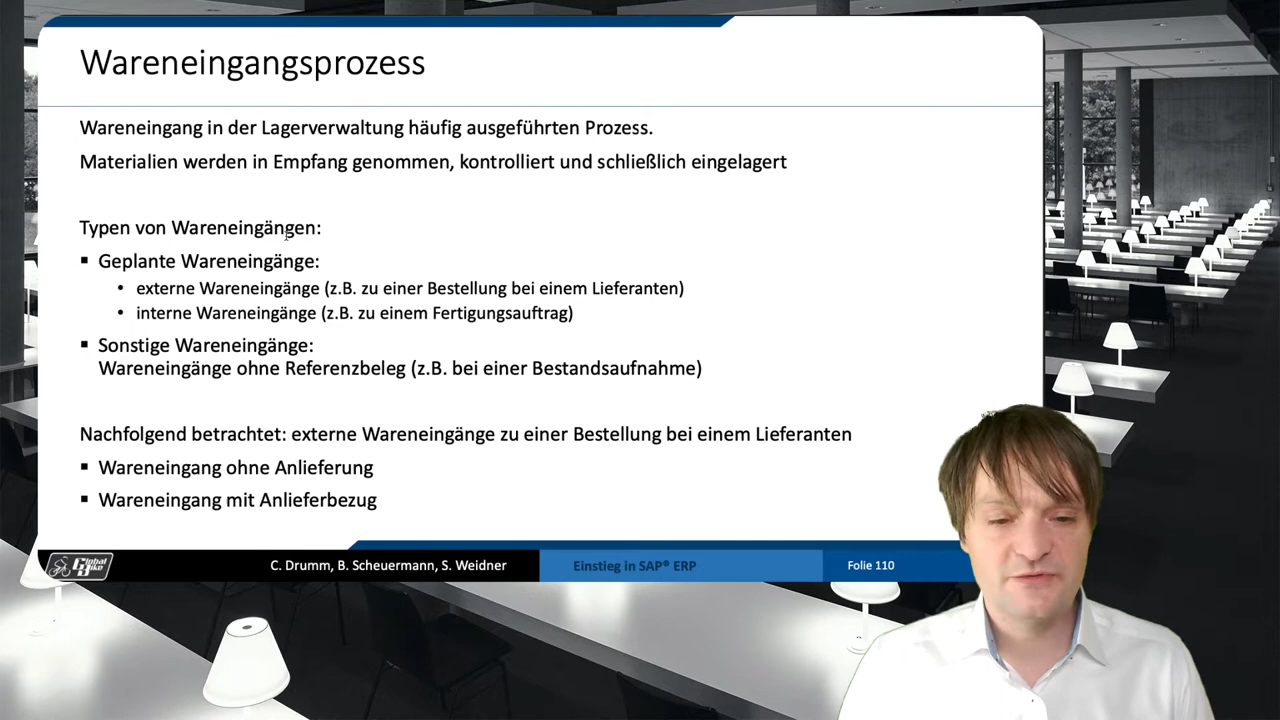 Wareneingangsprozess
Wareneingang in der Lagerverwaltung häufig ausgeführten Prozess.
Materialien werden in Empfang genommen, kontrolliert und schließlich eingelagert
Typen von Wareneingängen:
▪ Geplante Wareneingänge:
• externe Wareneingänge (z.B. zu einer Bestellung bei einem Lieferanten)
• interne Wareneingänge (z.B. zu einem Fertigungsauftrag)
▪ Sonstige Wareneingänge:
Wareneingänge ohne Referenzbeleg (z.B. bei einer Bestandsaufnahme)
Nachfolgend betrachtet: externe Wareneingänge zu einer Bestellung bei einem Lieferanten
▪ Wareneingang ohne Anlieferung
▪ Wareneingang mit Anlieferbezug
Global Bike
C. Drumm, B. Scheuermann, S. Weidner
Einstieg in SAP® ERP
Folie 110